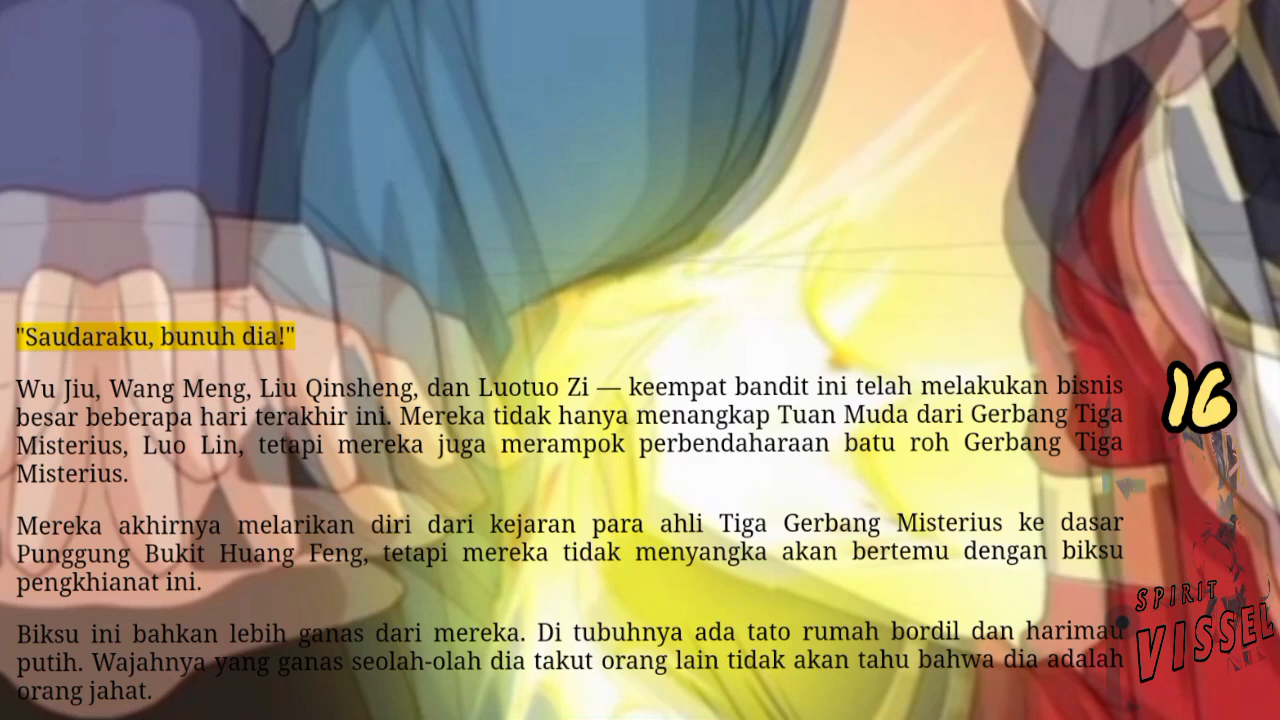 "Saudaraku, bunuh dia!"
Wu Jiu, Wang Meng, Liu Qinsheng, dan Luotuo Zi — keempat bandit ini telah melakukan bisnis
besar beberapa hari terakhir ini. Mereka tidak hanya menangkap Tuan Muda dari Gerbang Tiga
Misterius, Luo Lin, tetapi mereka juga merampok perbendaharaan batu roh Gerbang Tiga
Misterius.
Mereka akhirnya melarikan diri dari kejaran para ahli Tiga Gerbang Misterius ke dasar
Punggung Bukit Huang Feng, tetapi mereka tidak menyangka akan bertemu dengan biksu
pengkhianat ini.
Biksu ini bahkan lebih ganas dari mereka. Di tubuhnya ada tato rumah bordil dan harimau
putih. Wajahnya yang ganas seolah-olah dia takut orang lain tidak akan tahu bahwa dia adalah
orang jahat.
16
SPIRIT
VISSEL